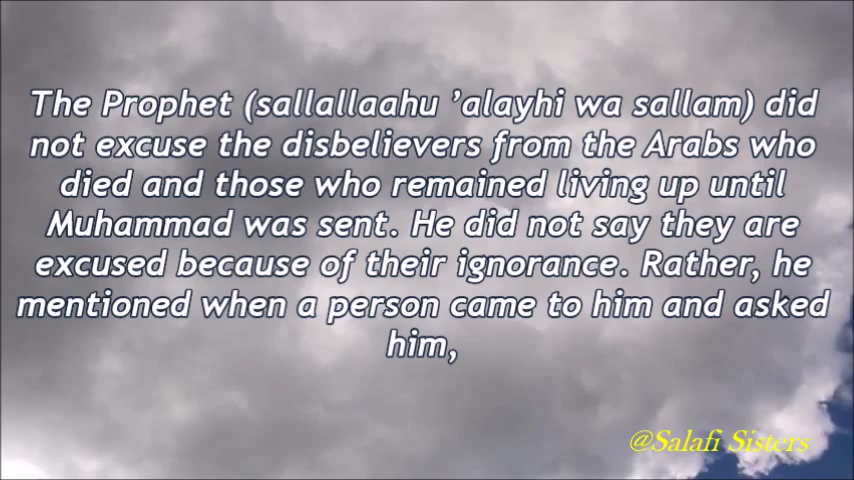 The Prophet (sallallaahu ’alayhi wa sallam) did
not excuse the disbelievers from the Arabs who
died and those who remained living up until
Muhammad was sent. He did not say they are
excused because of their ignorance. Rather, he
mentioned when a person came to him and asked
him,
@Salafi Sisters